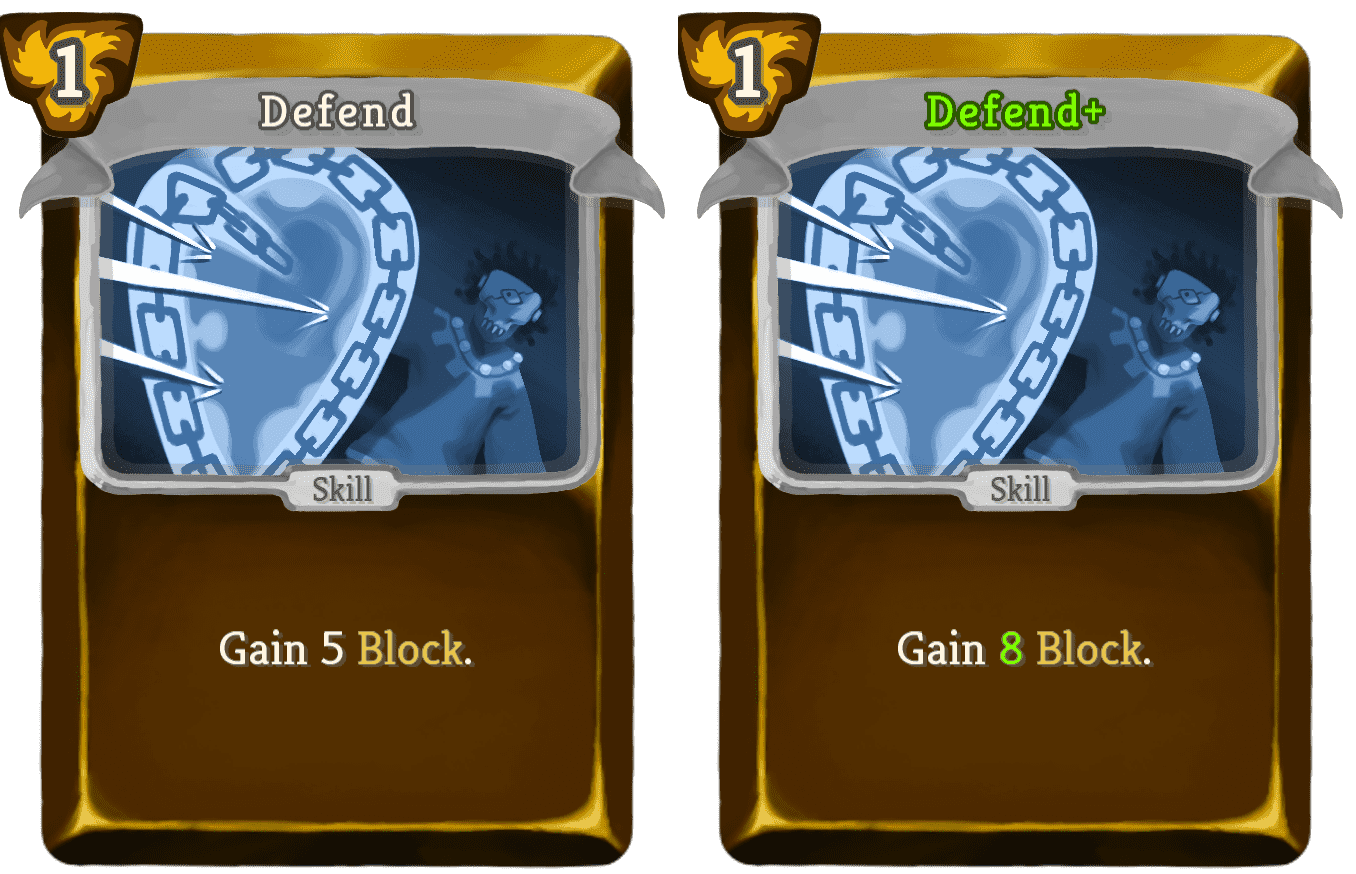 1
Defend
Skill
Gain 5 Block.
1
Defend+
Skill
Gain 8 Block.